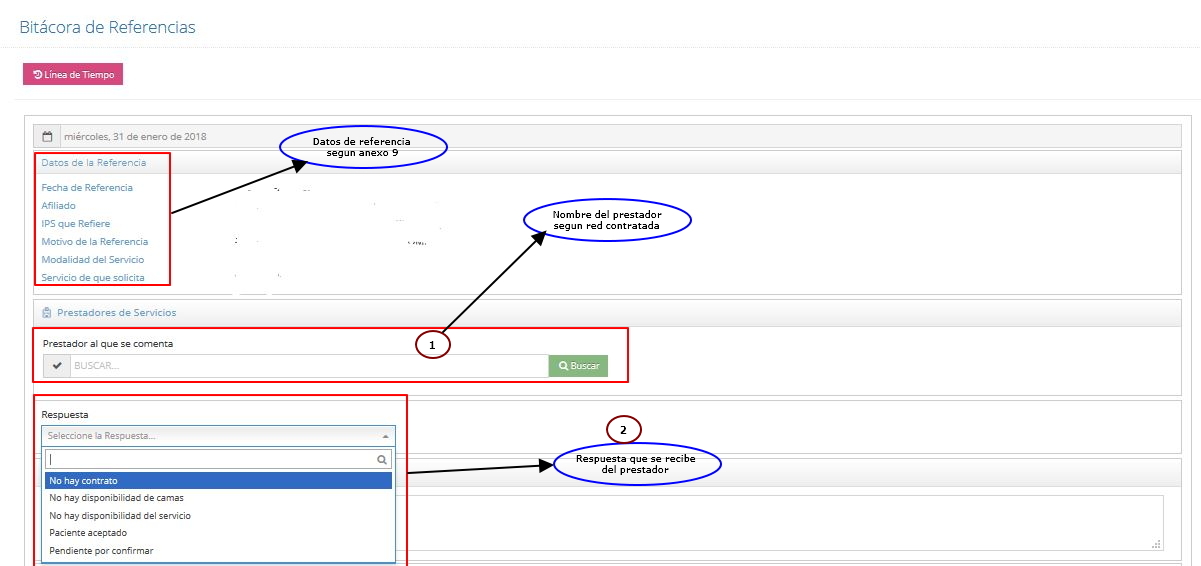 Bitácora de Referencias
Línea de Tiempo
miércoles, 31 de enero de 2018
Datos de referencia
segun anexo 9
Datos de la Referencia
Fecha de Referencia
Afiliado
IPS que Refiere
Motivo de la Referencia
Modalidad del Servicio
Servicio de que solicita
Nombre del prestador
segun red contratada
Prestadores de Servicios
1
Prestador al que se comenta
BUSCAR...
Buscar
Respuesta
Seleccione la Respuesta...
2
Respuesta que se recibe
del prestador
No hay contrato
No hay disponibilidad de camas
No hay disponibilidad del servicio
Paciente aceptado
Pendiente por confirmar